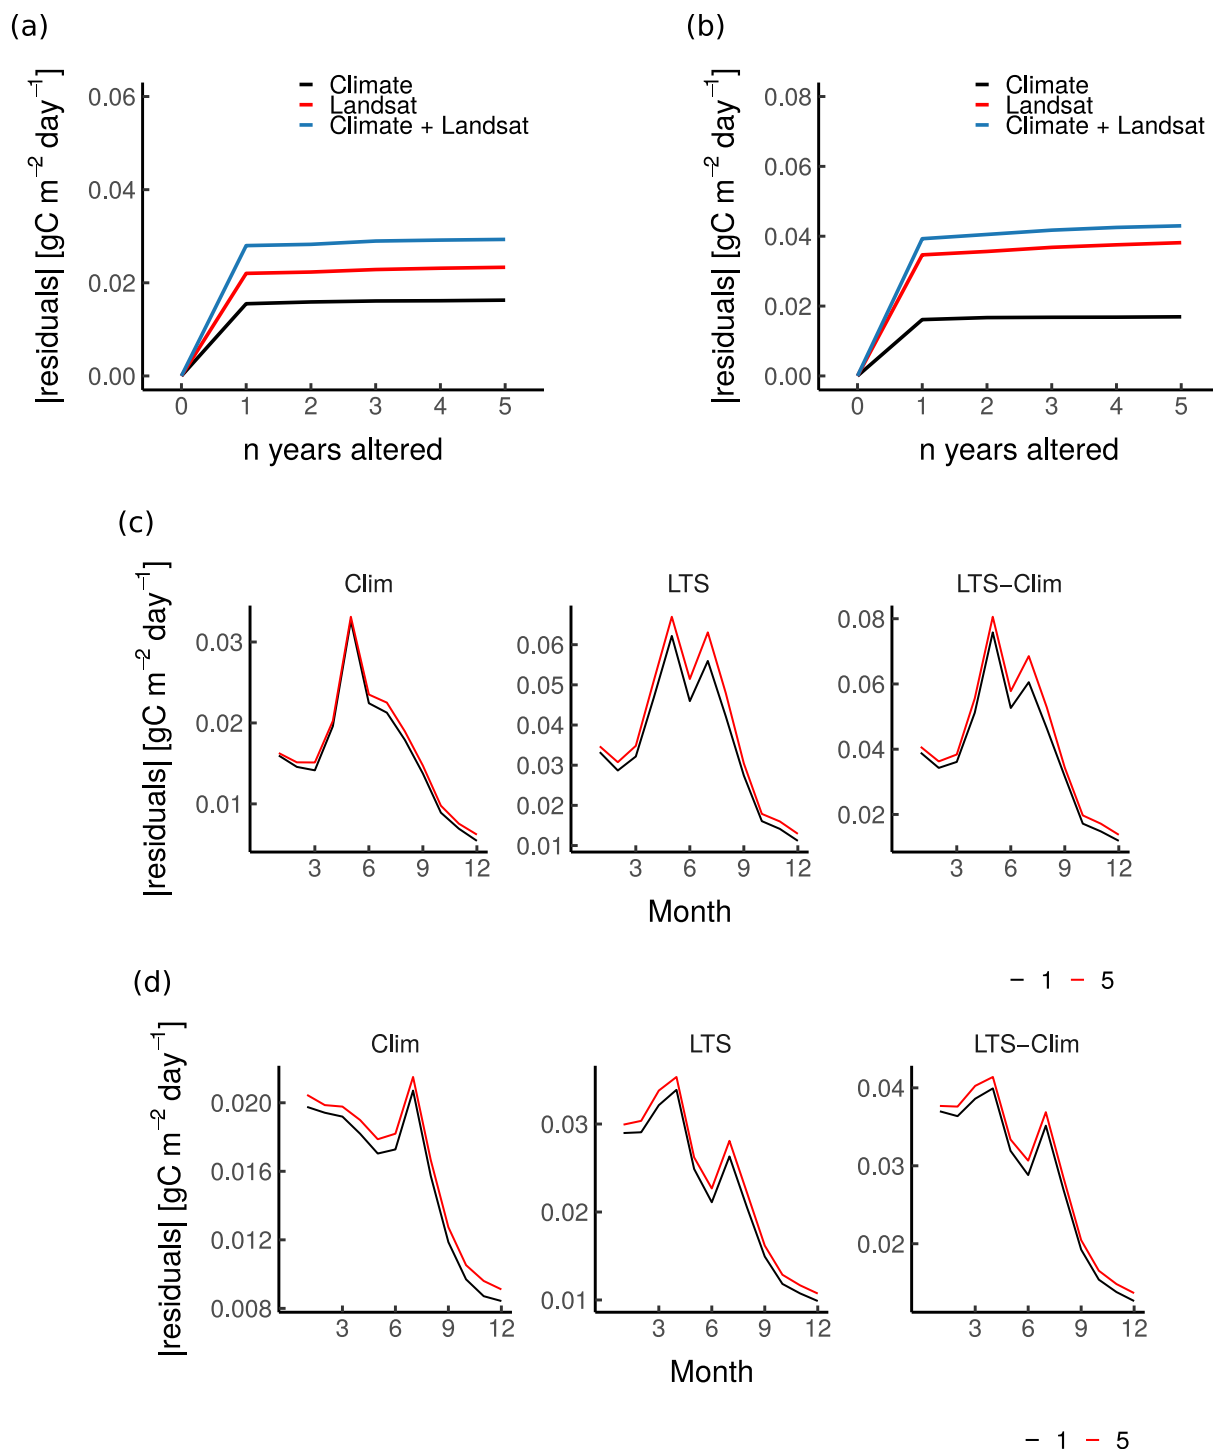 (a)
(b)
|residuals| [gC m⁻² day⁻¹]
0.06
0.04
0.02
0.00
Climate
Landsat
Climate + Landsat
0 1 2 3 4 5
n years altered
|residuals| [gC m⁻² day⁻¹]
0.08
0.06
0.04
0.02
0.00
Climate
Landsat
Climate + Landsat
0 1 2 3 4 5
n years altered
(c)
|residuals| [gC m⁻² day⁻¹]
Clim
0.03
0.02
0.01
3 6 9 12
LTS
0.06
0.05
0.04
0.03
0.02
0.01
3 6 9 12
LTS−Clim
0.08
0.06
0.04
0.02
3 6 9 12
Month
1 5
(d)
|residuals| [gC m⁻² day⁻¹]
Clim
0.020
0.016
0.012
0.008
3 6 9 12
LTS
0.03
0.02
0.01
3 6 9 12
LTS−Clim
0.04
0.03
0.02
3 6 9 12
Month
1 5